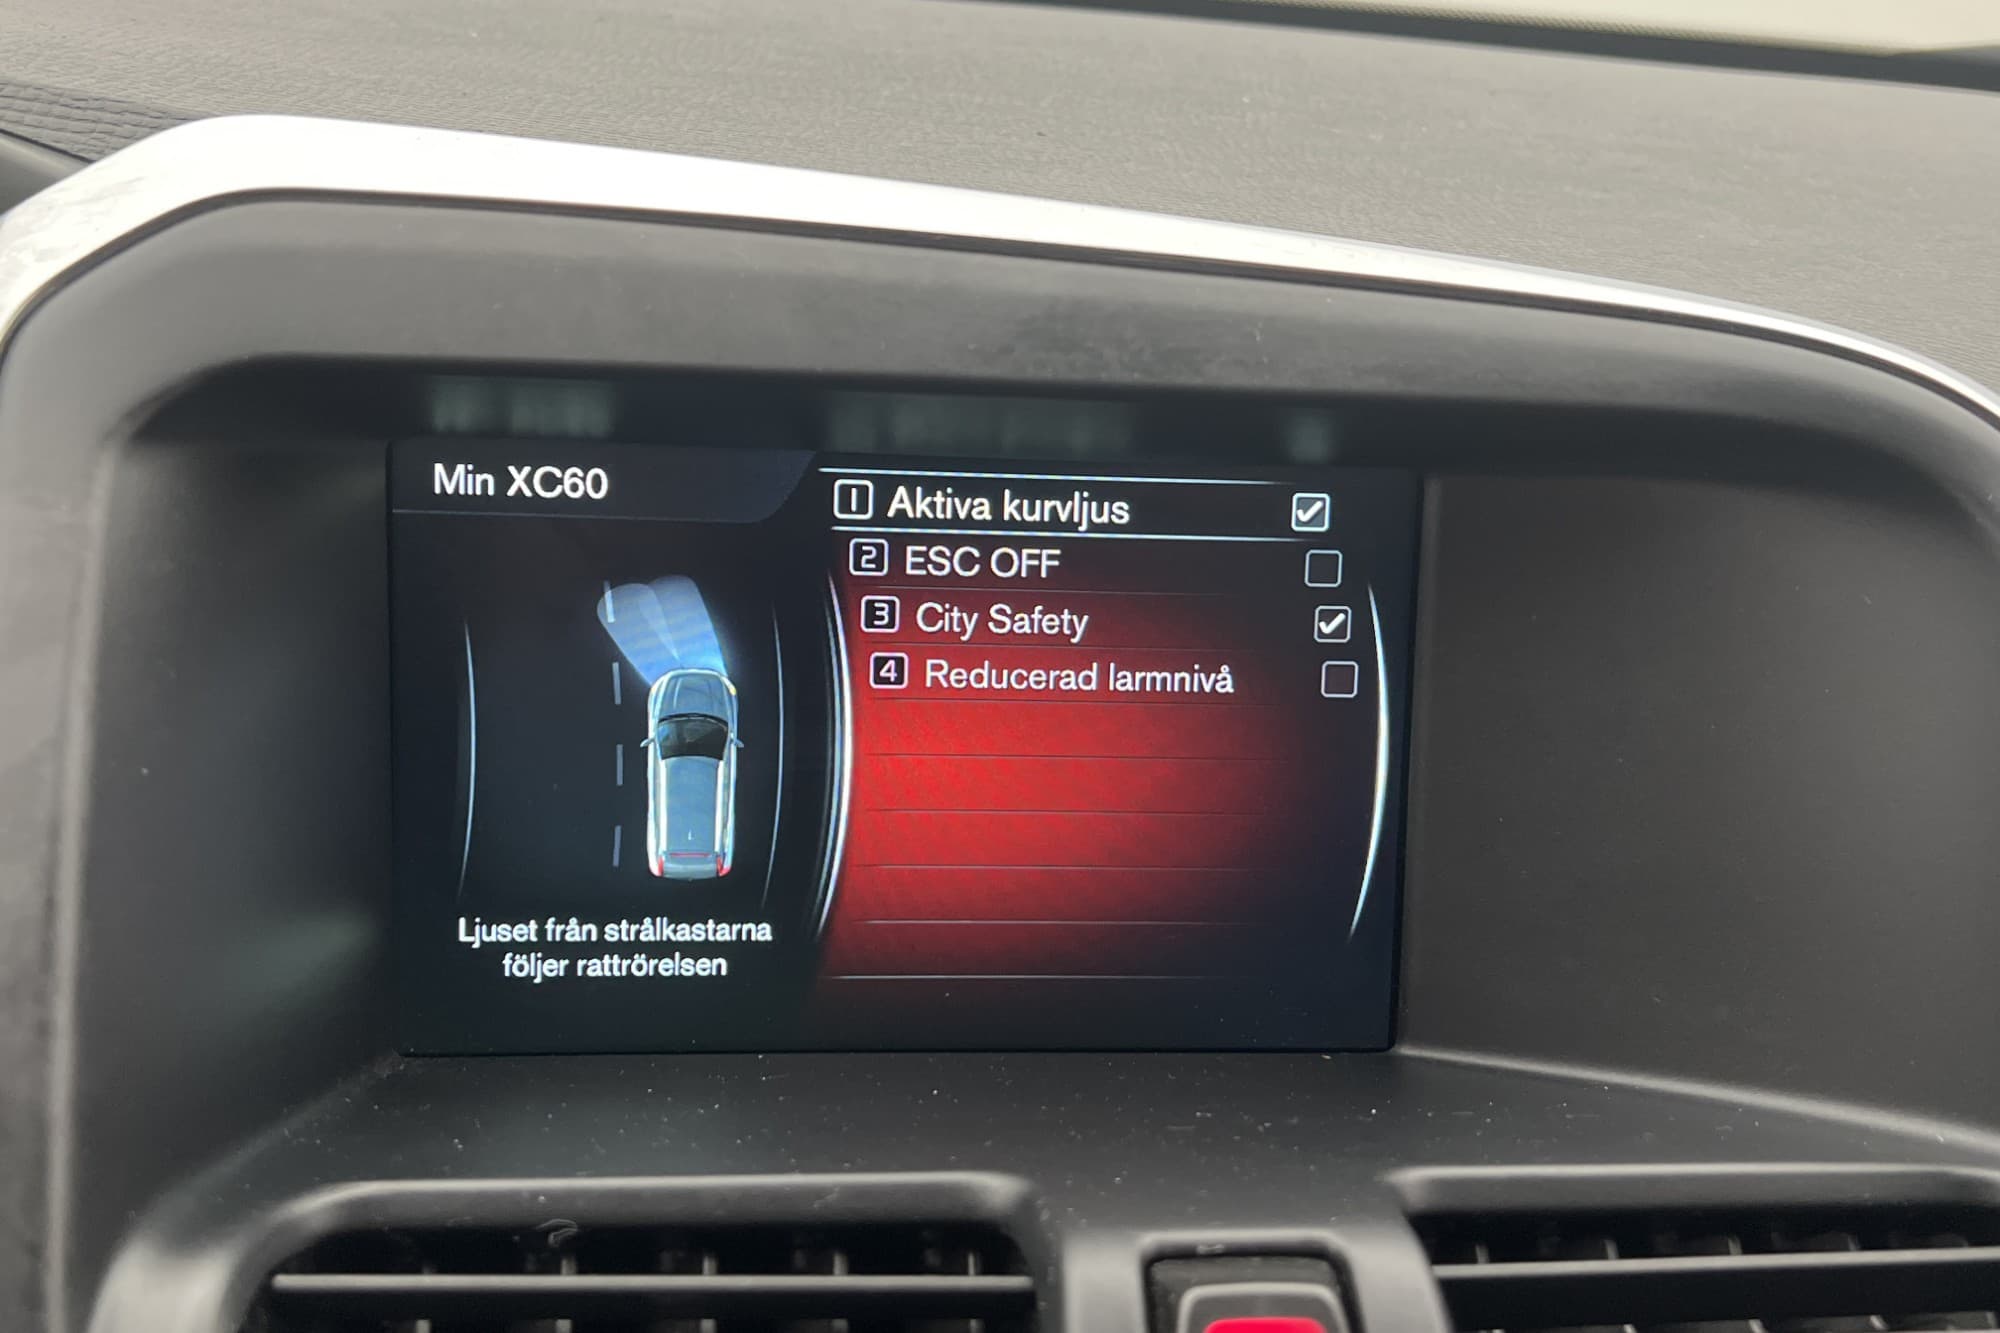 Min XC60
1 Aktiva kurvljus
2 ESC OFF
3 City Safety
4 Reducerad larmnivå
Ljuset från strålkastarna
följer rattrörelsen